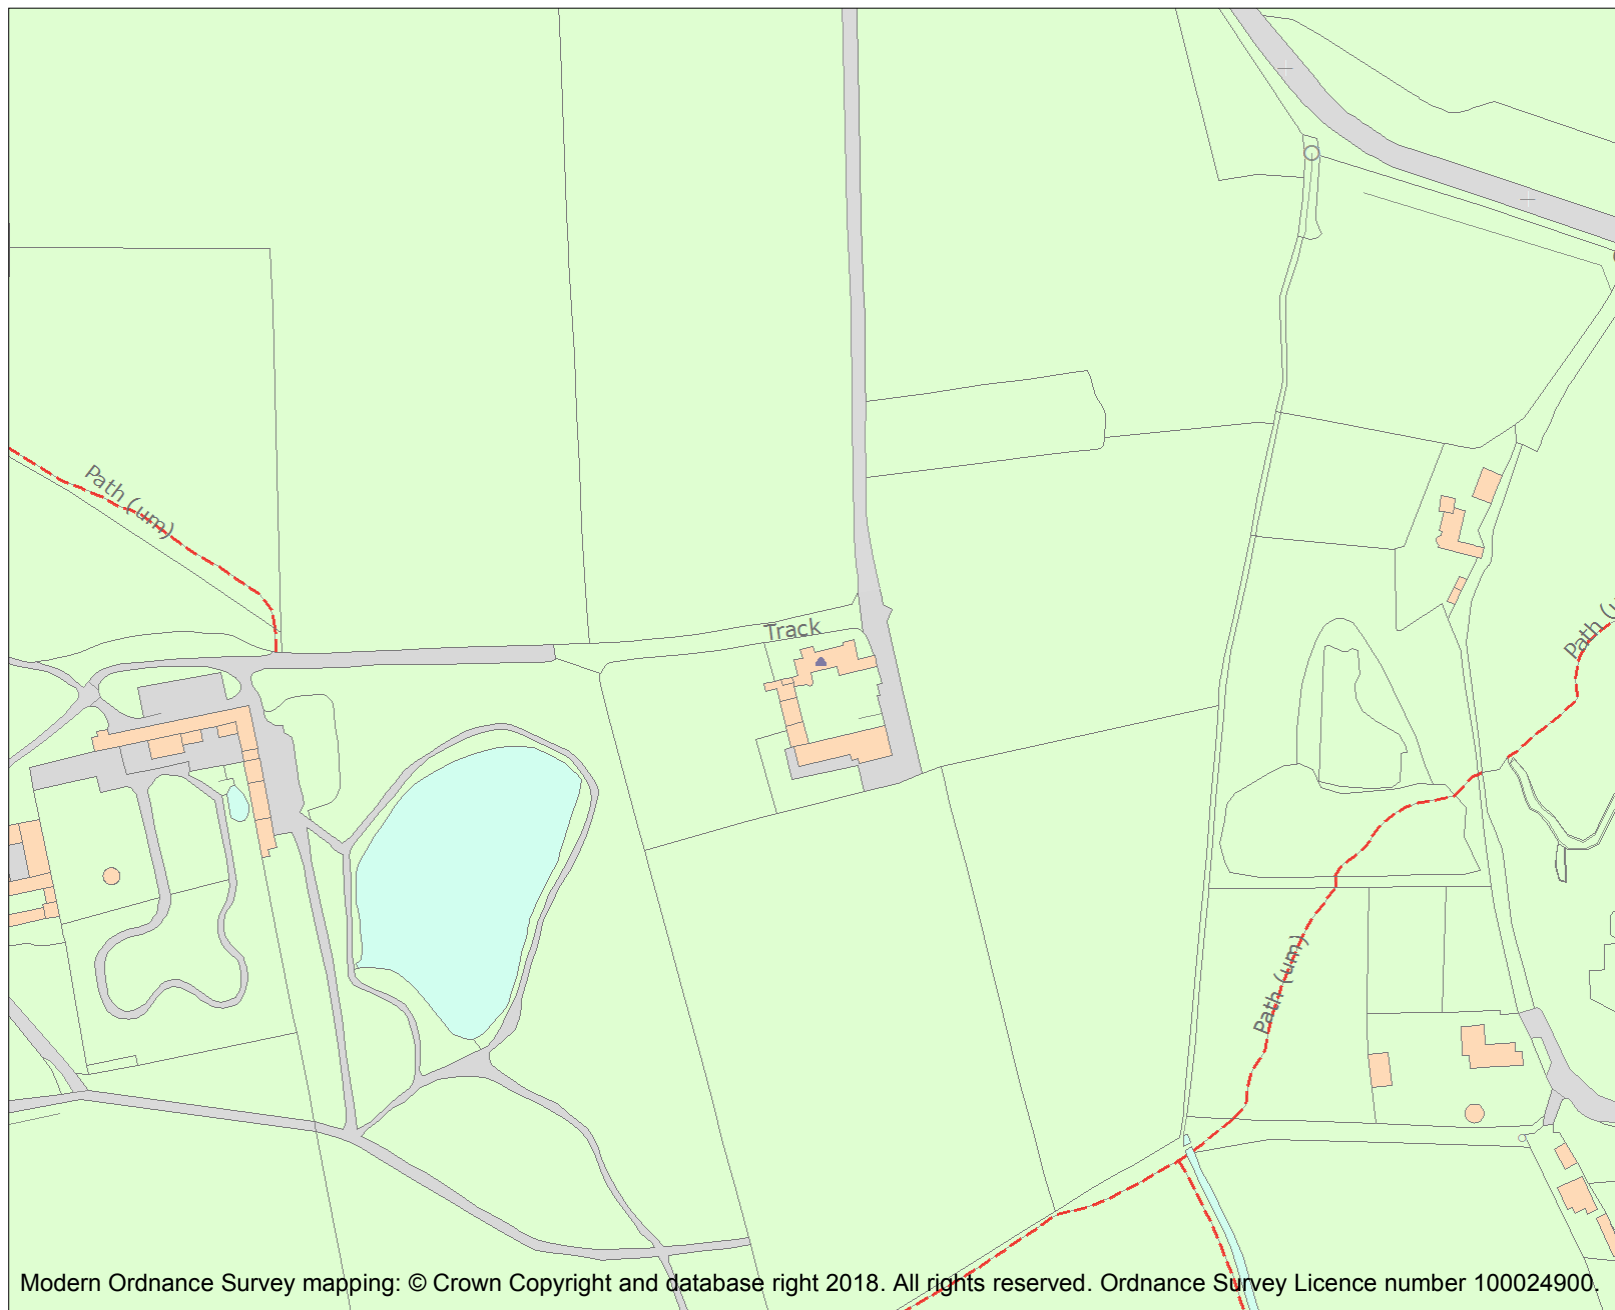 Path (um)
Track
Path (u
Path (um)
Modern Ordnance Survey mapping: © Crown Copyright and database right 2018. All rights reserved. Ordnance Survey Licence number 100024900.